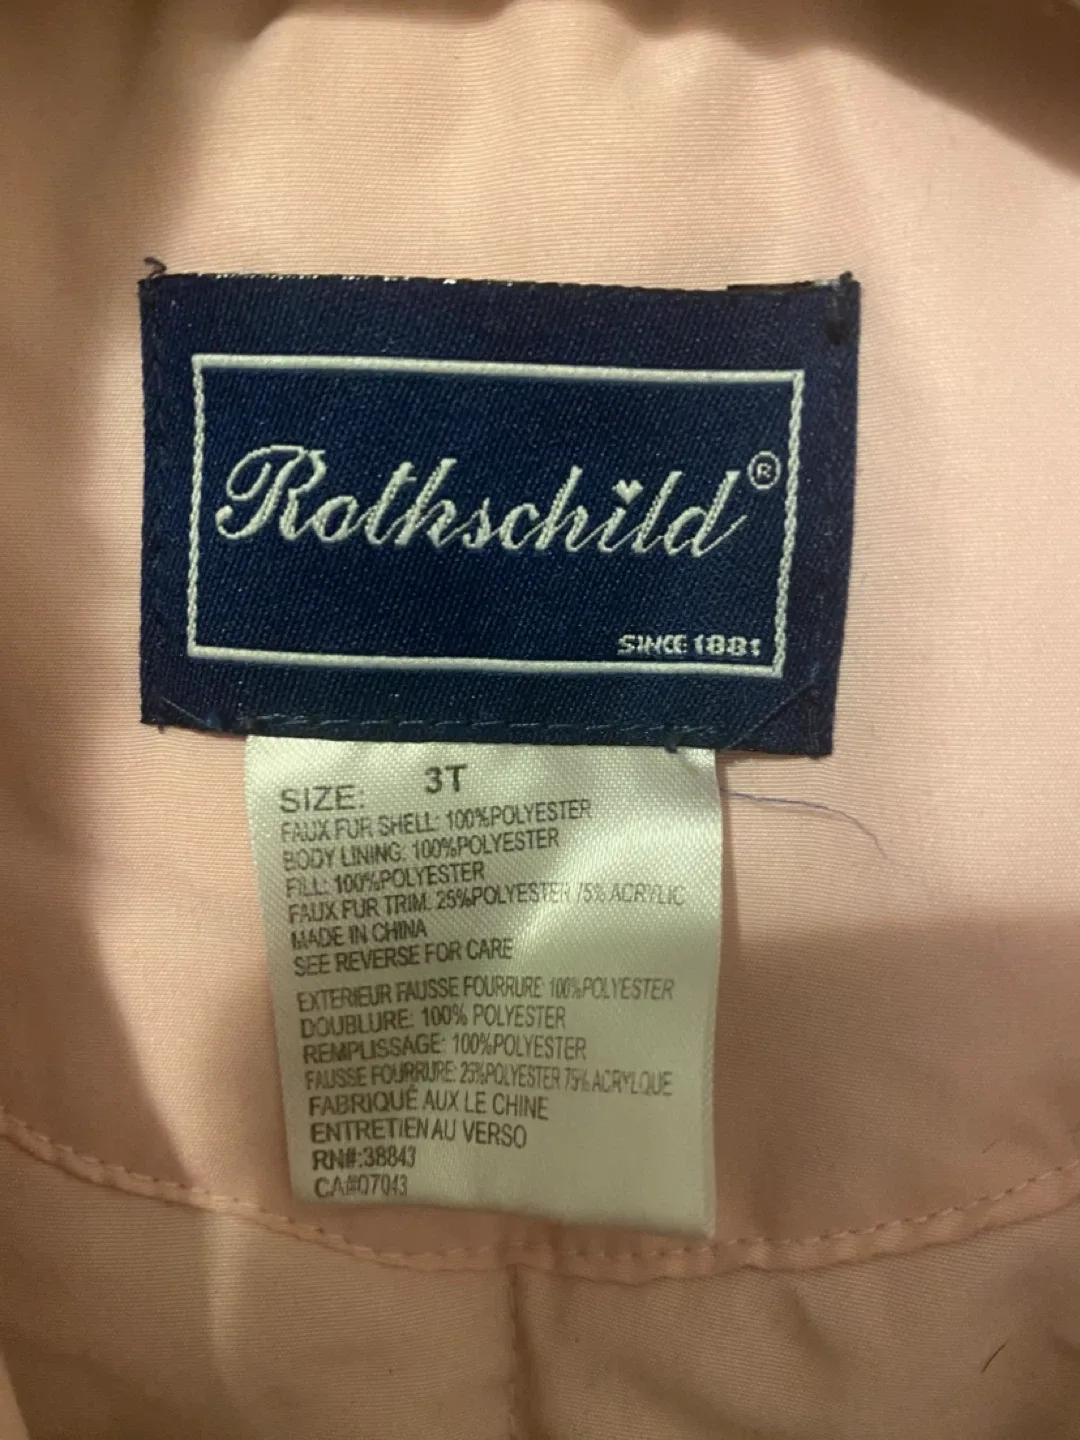 Rothschild®
SINCE 1881
SIZE: 3T
FAUX FUR SHELL: 100%POLYESTER
BODY LINING: 100%POLYESTER
FILL: 100%POLYESTER
FAUX FUR TRIM: 25%POLYESTER 75% ACRYLIC
MADE IN CHINA
SEE REVERSE FOR CARE
EXTERIEUR FAUSSE FOURRURE: 100%POLYESTER
DOUBLURE: 100% POLYESTER
REMPLISSAGE: 100%POLYESTER
FAUSSE FOURRURE: 25%POLYESTER 75%ACRYLQUE
FABRIQUÉ AUX LE CHINE
ENTRETIEN AU VERSO
RN#:38843
CA#07043